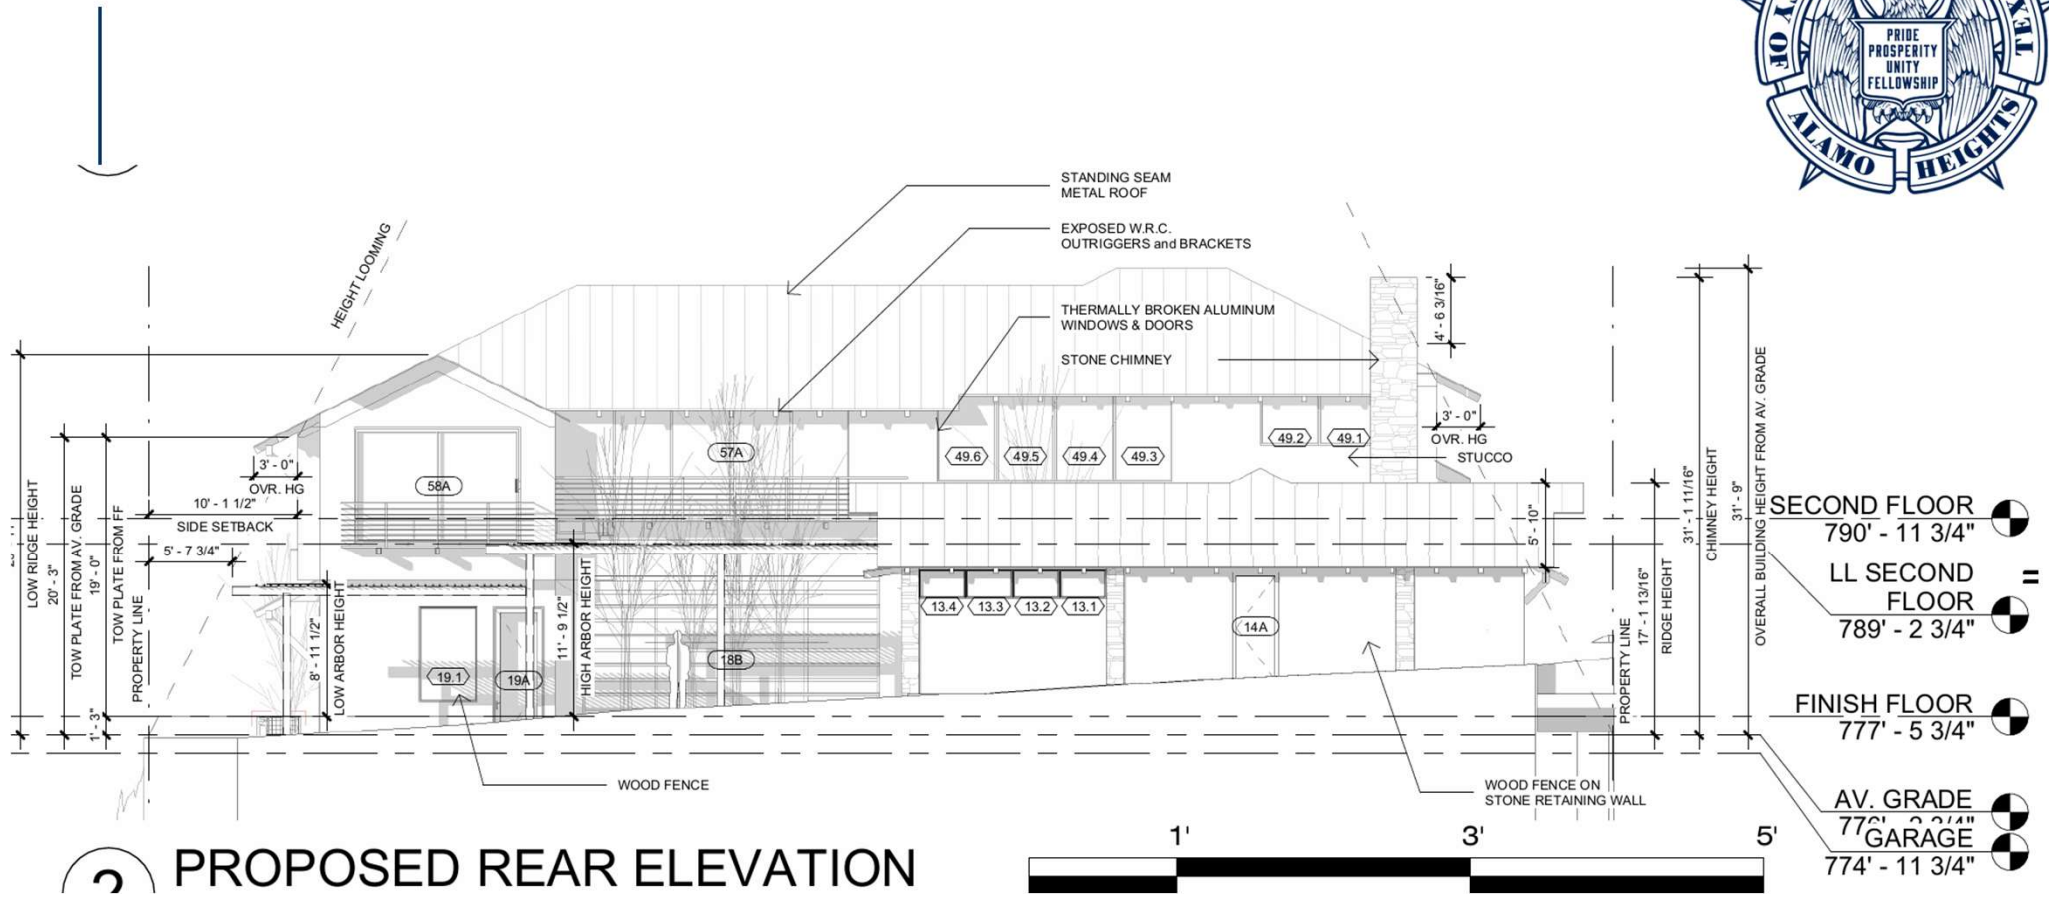 PRIDE
PROSPERITY
UNITY
FELLOWSHIP
ALAMO HEIGHTS
STANDING SEAM
METAL ROOF
EXPOSED W.R.C.
OUTRIGGERS and BRACKETS
HEIGHT LOOMING
THERMALLY BROKEN ALUMINUM
WINDOWS & DOORS
STONE CHIMNEY
4' - 6 3/16"
3' - 0"
OVR. HG
STUCCO
49.6
49.5
49.4
49.3
49.2
49.1
57A
58A
3' - 0"
OVR. HG
10' - 1 1/2"
SIDE SETBACK
5' - 7 3/4"
LOW RIDGE HEIGHT
20' - 3"
TOW PLATE FROM AV. GRADE
19' - 0"
TOW PLATE FROM FF
1' - 3"
PROPERTY LINE
8' - 11 1/2"
LOW ARBOR HEIGHT
11' - 9 1/2"
HIGH ARBOR HEIGHT
13.4
13.3
13.2
13.1
14A
18B
19.1
19A
5' - 10"
PROPERTY LINE
17' - 1 13/16"
RIDGE HEIGHT
31' - 1 11/16"
CHIMNEY HEIGHT
31' - 9"
OVERALL BUILDING HEIGHT FROM AV. GRADE
SECOND FLOOR
790' - 11 3/4"
LL SECOND
FLOOR
789' - 2 3/4"
FINISH FLOOR
777' - 5 3/4"
AV. GRADE
GARAGE
774' - 11 3/4"
WOOD FENCE
WOOD FENCE ON
STONE RETAINING WALL
2 PROPOSED REAR ELEVATION
1' 3' 5'